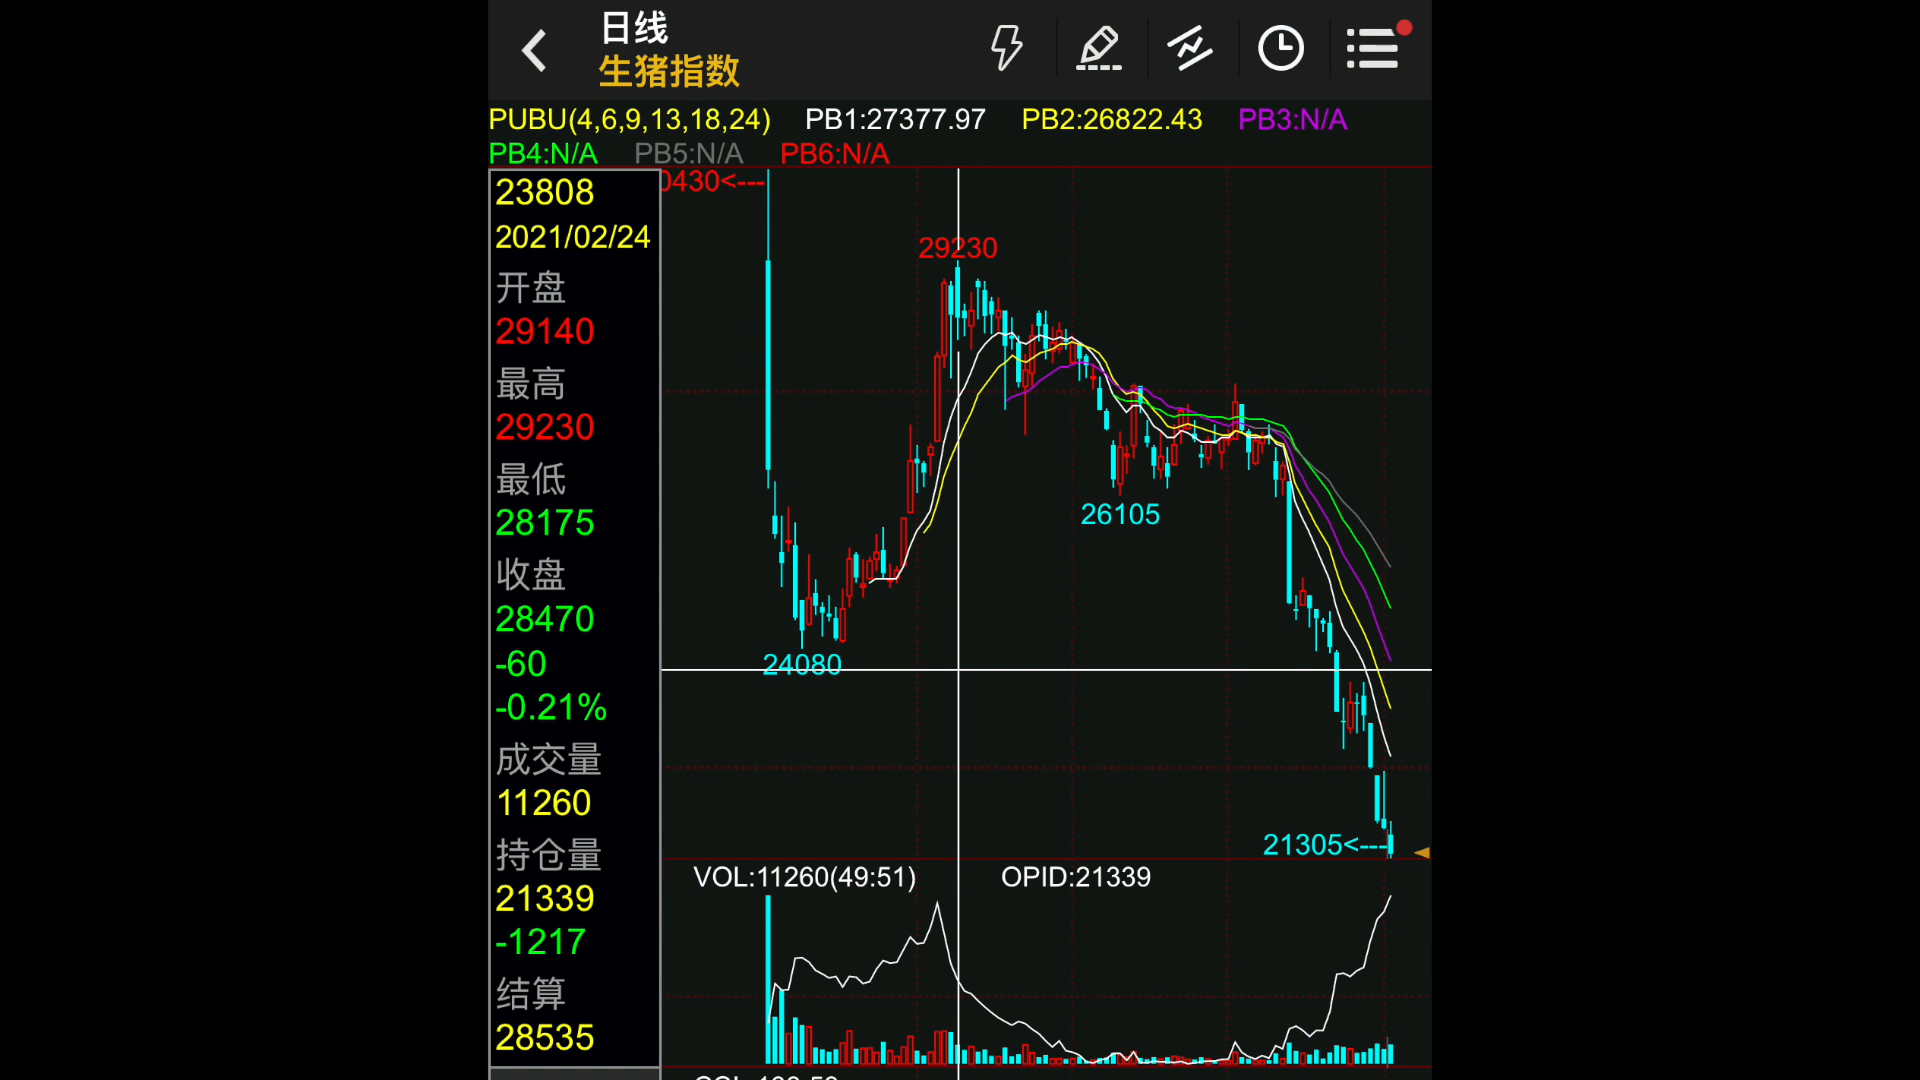 日线
生猪指数
PUBU(4,6,9,13,18,24) PB1:27377.97 PB2:26822.43 PB3:N/A
PB4:N/A PB5:N/A PB6:N/A
23808
0430<---
2021/02/24
29230
开盘
29140
最高
29230
最低
28175
26105
收盘
28470
-60
24080
-0.21%
成交量
11260
21305<---
持仓量
VOL:11260(49:51) OPID:21339
21339
-1217
结算
28535